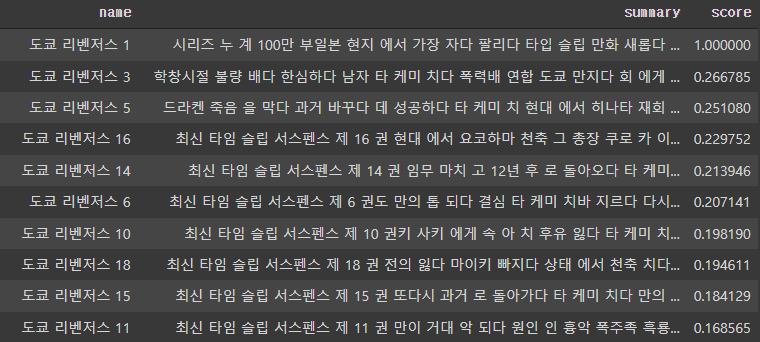 name summary score
도쿄 리벤저스 1 시리즈 누 계 100만 부일본 현지 에서 가장 자다 팔리다 타입 슬립 만화 새롭다 ... 1.000000
도쿄 리벤저스 3 학창시절 불량 배다 한심하다 남자 타 케미 치다 폭력배 연합 도쿄 만지다 회 에게 ... 0.266785
도쿄 리벤저스 5 드라켄 죽음 을 막다 과거 바꾸다 데 성공하다 타 케미 치 현대 에서 히나타 재회 ... 0.251080
도쿄 리벤저스 16 최신 타임 슬립 서스펜스 제 16 권 현대 에서 요코하마 천축 그 총장 쿠로 카 이... 0.229752
도쿄 리벤저스 14 최신 타임 슬립 서스펜스 제 14 권 임무 마치 고 12년 후 로 돌아오다 타 케미... 0.213946
도쿄 리벤저스 6 최신 타임 슬립 서스펜스 제 6 권도 만의 톱 되다 결심 타 케미 치바 지르다 다시... 0.207141
도쿄 리벤저스 10 최신 타임 슬립 서스펜스 제 10 권키 사키 에게 속 아 치 후유 잃다 타 케미 치... 0.198190
도쿄 리벤저스 18 최신 타임 슬립 서스펜스 제 18 권 전의 잃다 마이키 빠지다 상태 에서 천축 치다... 0.194611
도쿄 리벤저스 15 최신 타임 슬립 서스펜스 제 15 권 또다시 과거 로 돌아가다 타 케미 치다 만의 ... 0.184129
도쿄 리벤저스 11 최신 타임 슬립 서스펜스 제 11 권 만이 거대 악 되다 원인 인 흉악 폭주족 흑룡... 0.168565